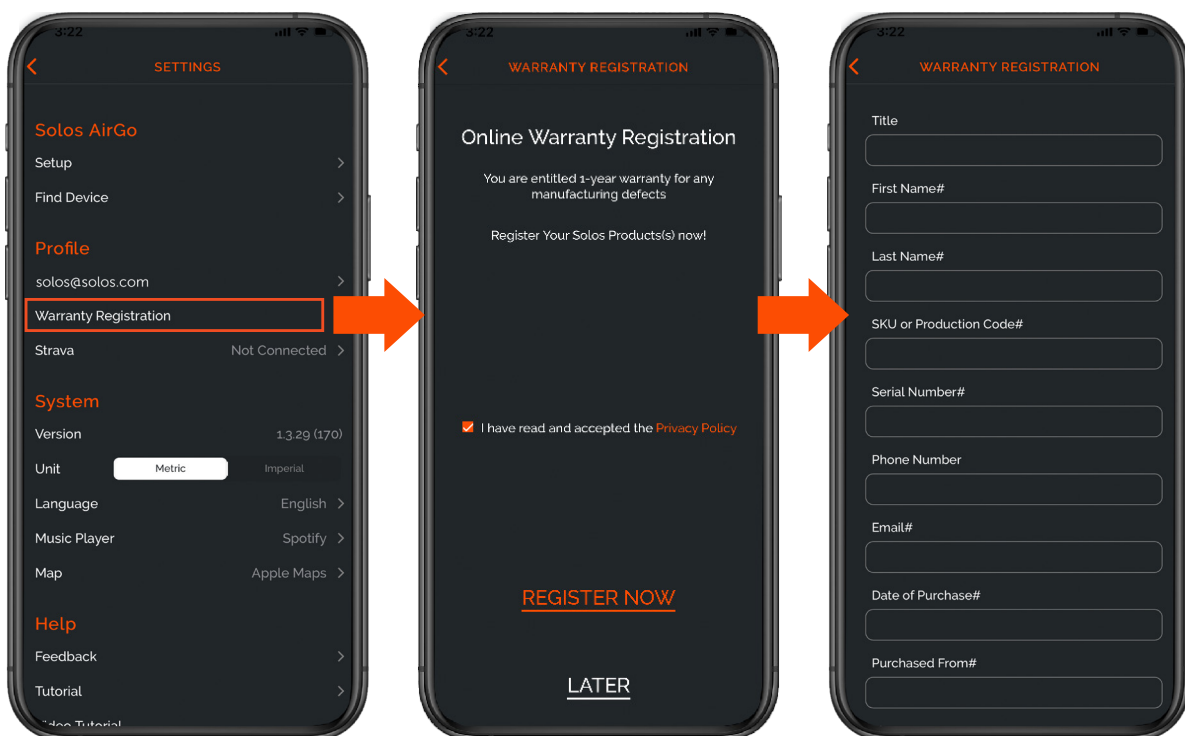 3:22
SETTINGS
Solos AirGo
Setup
Find Device
Profile
solos@solos.com
Warranty Registration
Strava Not Connected
System
Version 1.3.29 (170)
Unit Metric Imperial
Language English
Music Player Spotify
Map Apple Maps
Help
Feedback
Tutorial
Video Tutorial
3:22
WARRANTY REGISTRATION
Online Warranty Registration
You are entitled 1-year warranty for any
manufacturing defects
Register Your Solos Products(s) now!
I have read and accepted the Privacy Policy
REGISTER NOW
LATER
3:22
WARRANTY REGISTRATION
Title
First Name#
Last Name#
SKU or Production Code#
Serial Number#
Phone Number
Email#
Date of Purchase#
Purchased From#